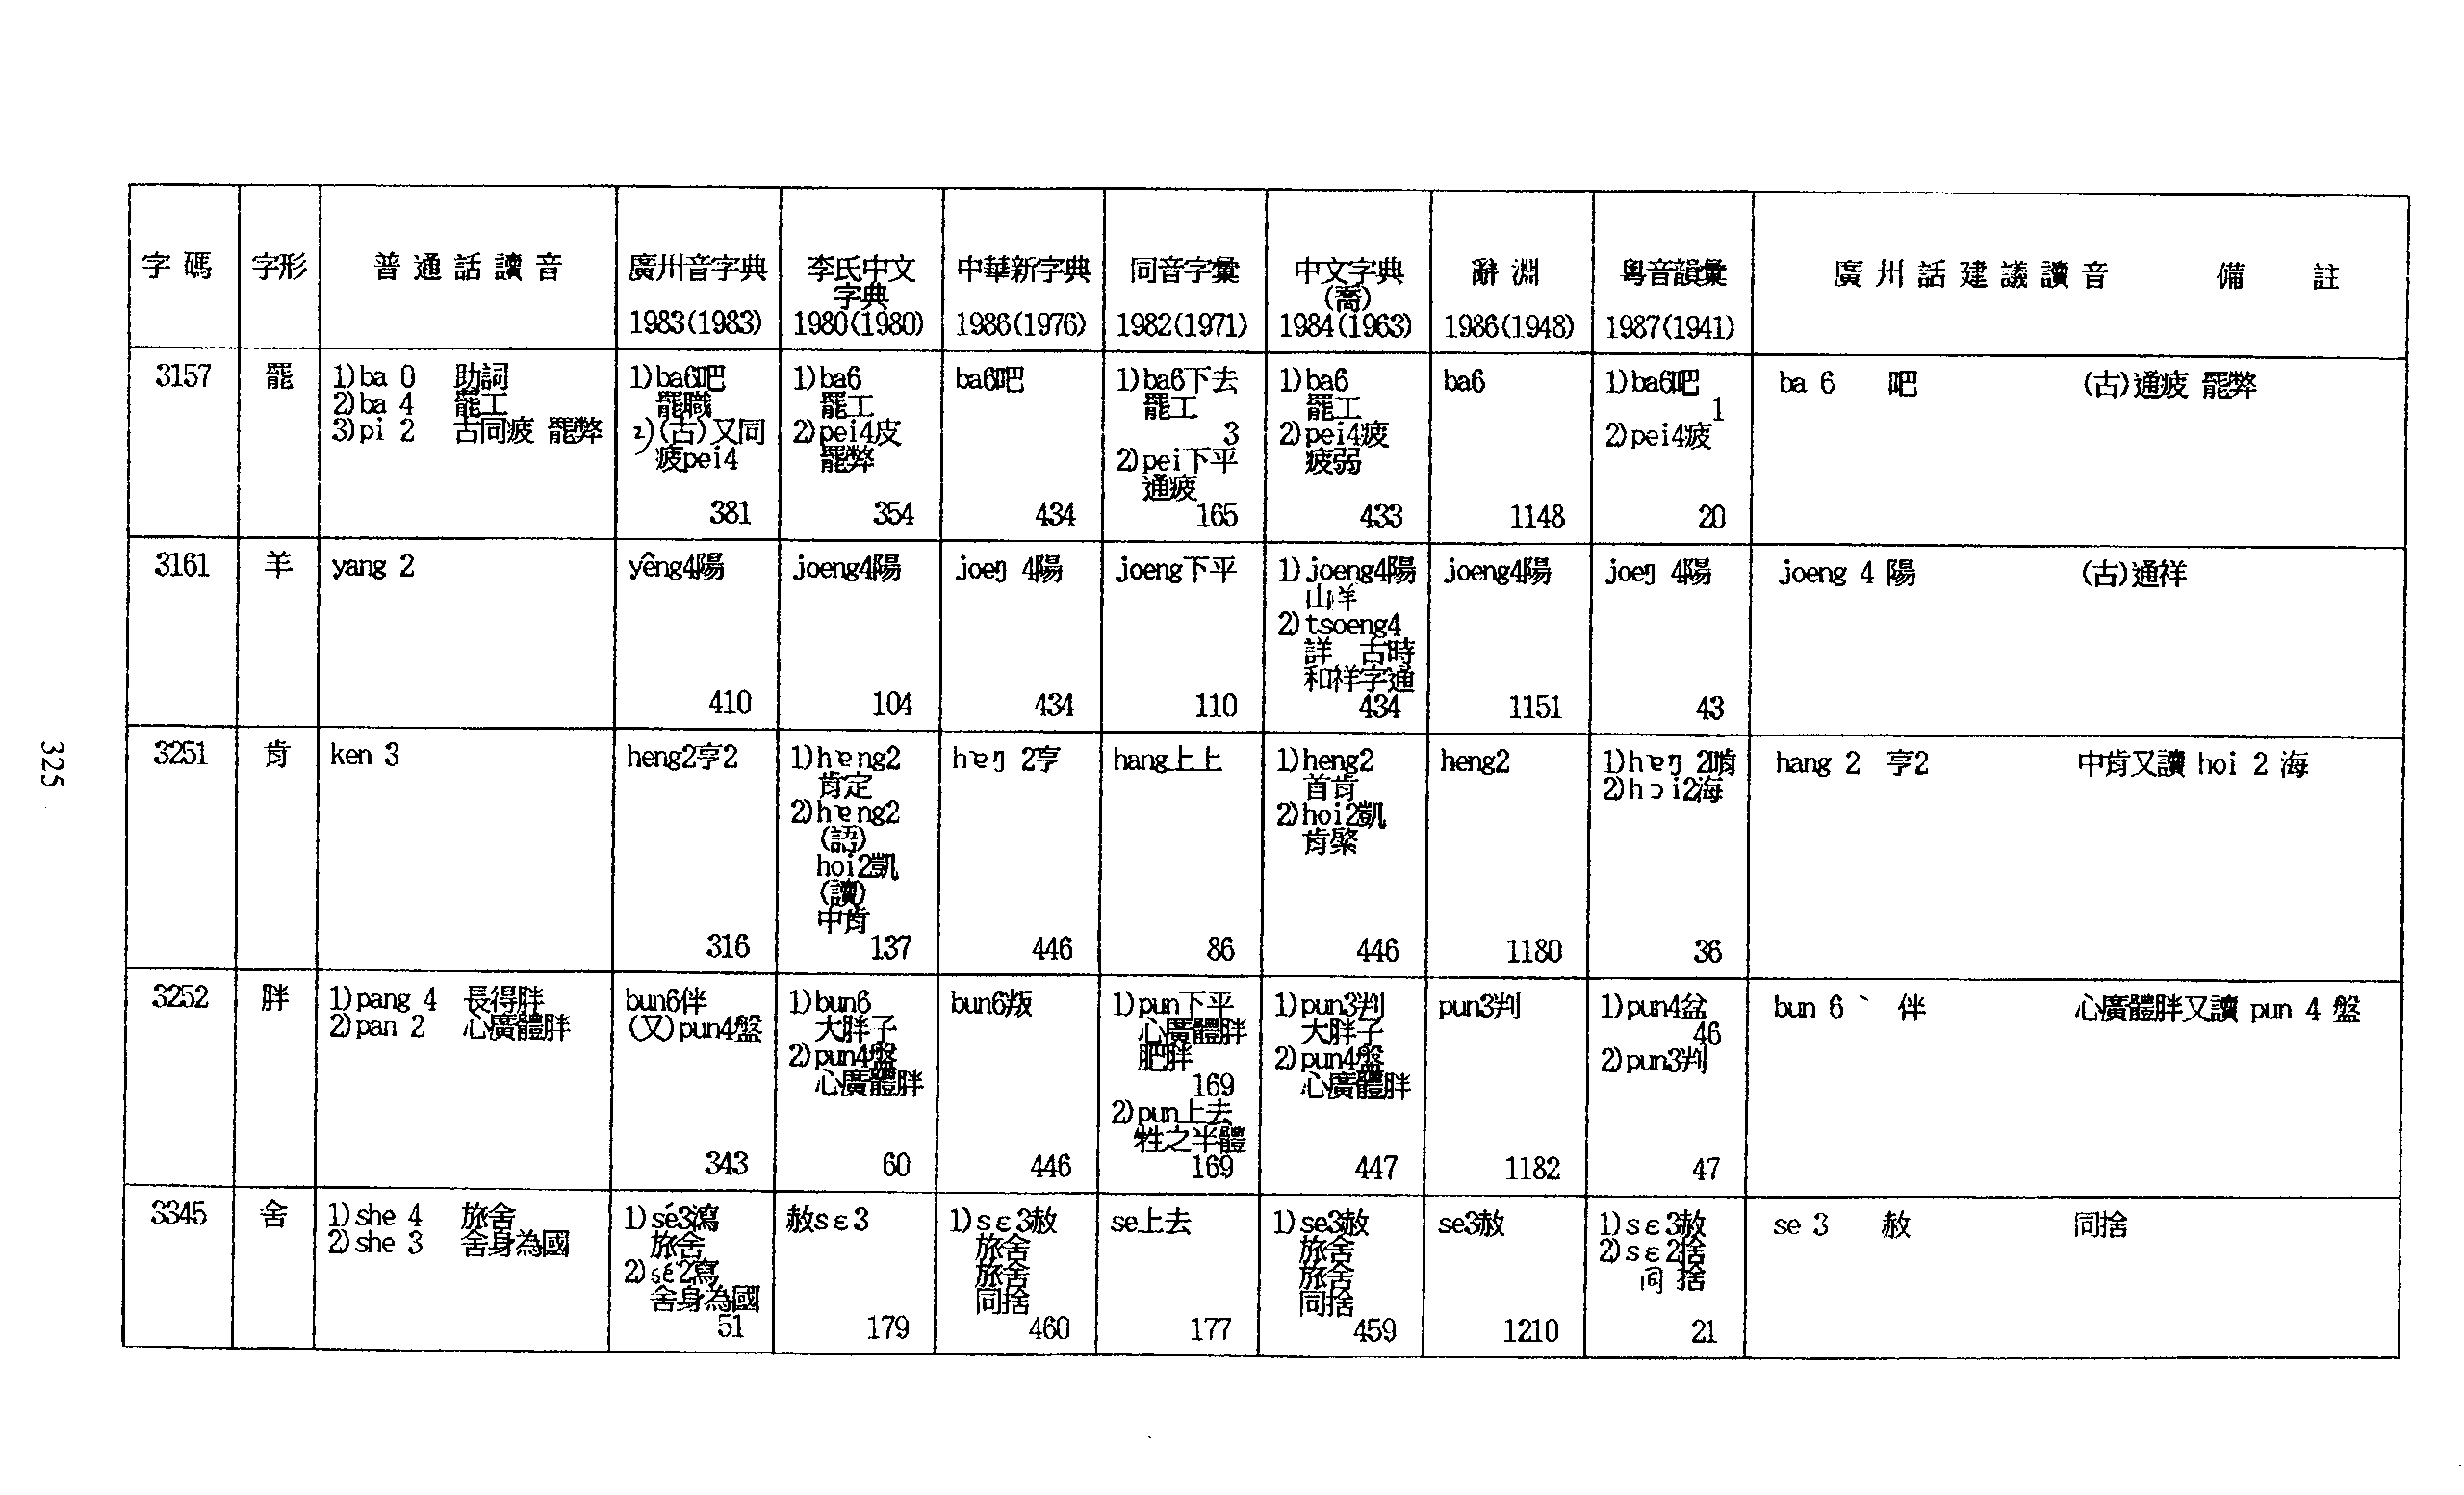 字碼 字形 普通話讀音 廣州音字典 1983(1983) 李氏中文字典 1980(1980) 中華新字典 1986(1976) 同音字彙 1982(1971) 中文字典(喬) 1984(1963) 辭淵 1986(1948) 粵音韻彙 1987(1941) 廣州話建議讀音 備註
3157
罷
1)ba 0 助詞
2)ba 4 罷工
3)pi 2 古同疲 罷弊
1)ba6吧
罷職
2)(古)又同
疲pei4
381
1)ba6
罷工
2)pei4皮
罷弊
354
ba6吧
434
1)ba6下去
罷工
3
2)pei下平
通疲
165
1)ba6
罷工
2)pei4疲
疲弱
433
ba6
1148
1)ba6吧
1
2)pei4疲
20
ba 6 吧
(古)通疲 罷弊
3161
羊
yang 2
yêng4陽
410
joeng4陽
104
joeŋ 4陽
434
joeng下平
110
1)joeng4陽
山羊
2)tsoeng4
詳 古時
和祥字通
434
joeng4陽
1151
joeŋ 4陽
43
joeng 4 陽
(古)通祥
3251
肯
ken 3
heng2亨2
316
1)hɐng2
肯定
2)hɐng2
(語)
hoi2凱
(讀)
中肯
137
hɐŋ 2亨
446
hang上上
86
1)heng2
首肯
2)hoi2凱
肯綮
446
heng2
1180
1)hɐŋ 2啃
2)hɔi2海
36
hang 2 亨2
中肯又讀 hoi 2 海
3252
胖
1)pang 4 長得胖
2)pan 2 心廣體胖
bun6伴
(又)pun4盤
343
1)bun6
大胖子
2)pun4盤
心廣體胖
60
bun6叛
446
1)pun下平
心廣體胖
肥胖
169
2)pun上去
牲之半體
169
1)pun3判
大胖子
2)pun4盤
心廣體胖
447
pun3判
1182
1)pun4盆
46
2)pun3判
47
bun 6 ` 伴
心廣體胖又讀 pun 4 盤
3345
舍
1)she 4 旅舍
2)she 3 舍身為國
1)sé3瀉
旅舍
2)sé2寫
舍身為國
51
赦sɛ3
179
1)sɛ3赦
旅舍
旅舍
同捨
460
se上去
177
1)se3赦
旅舍
旅舍
同捨
459
se3赦
1210
1)sɛ3赦
2)sɛ2捨
同 捨
21
se 3 赦
同捨
325